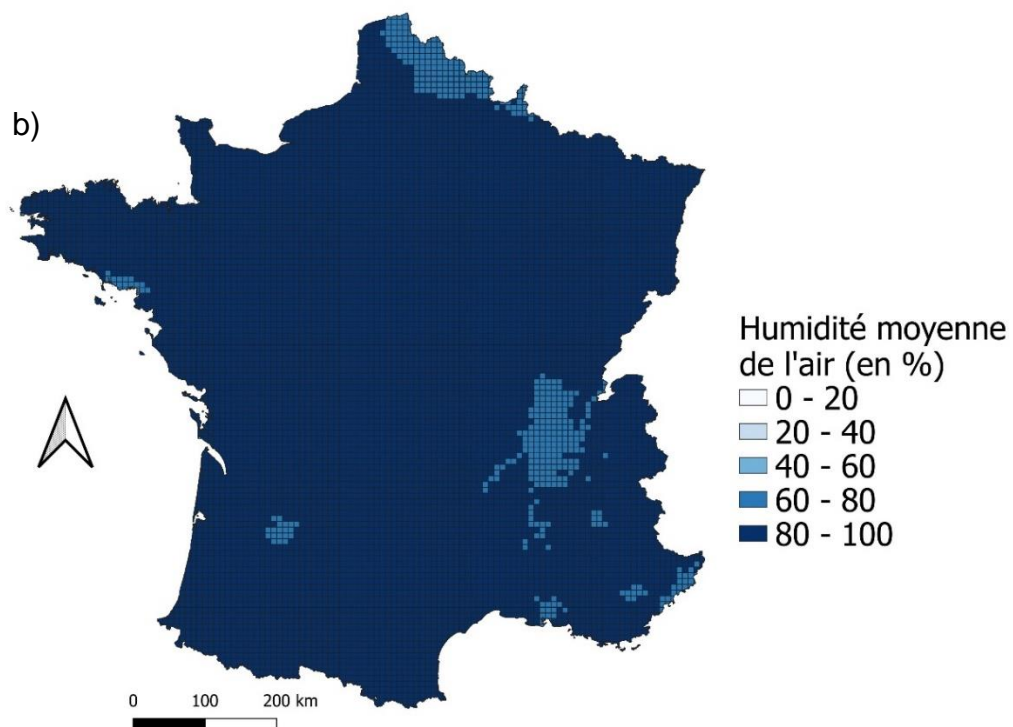 b)
Humidité moyenne
de l'air (en %)
0 - 20
20 - 40
40 - 60
60 - 80
80 - 100
0 100 200 km